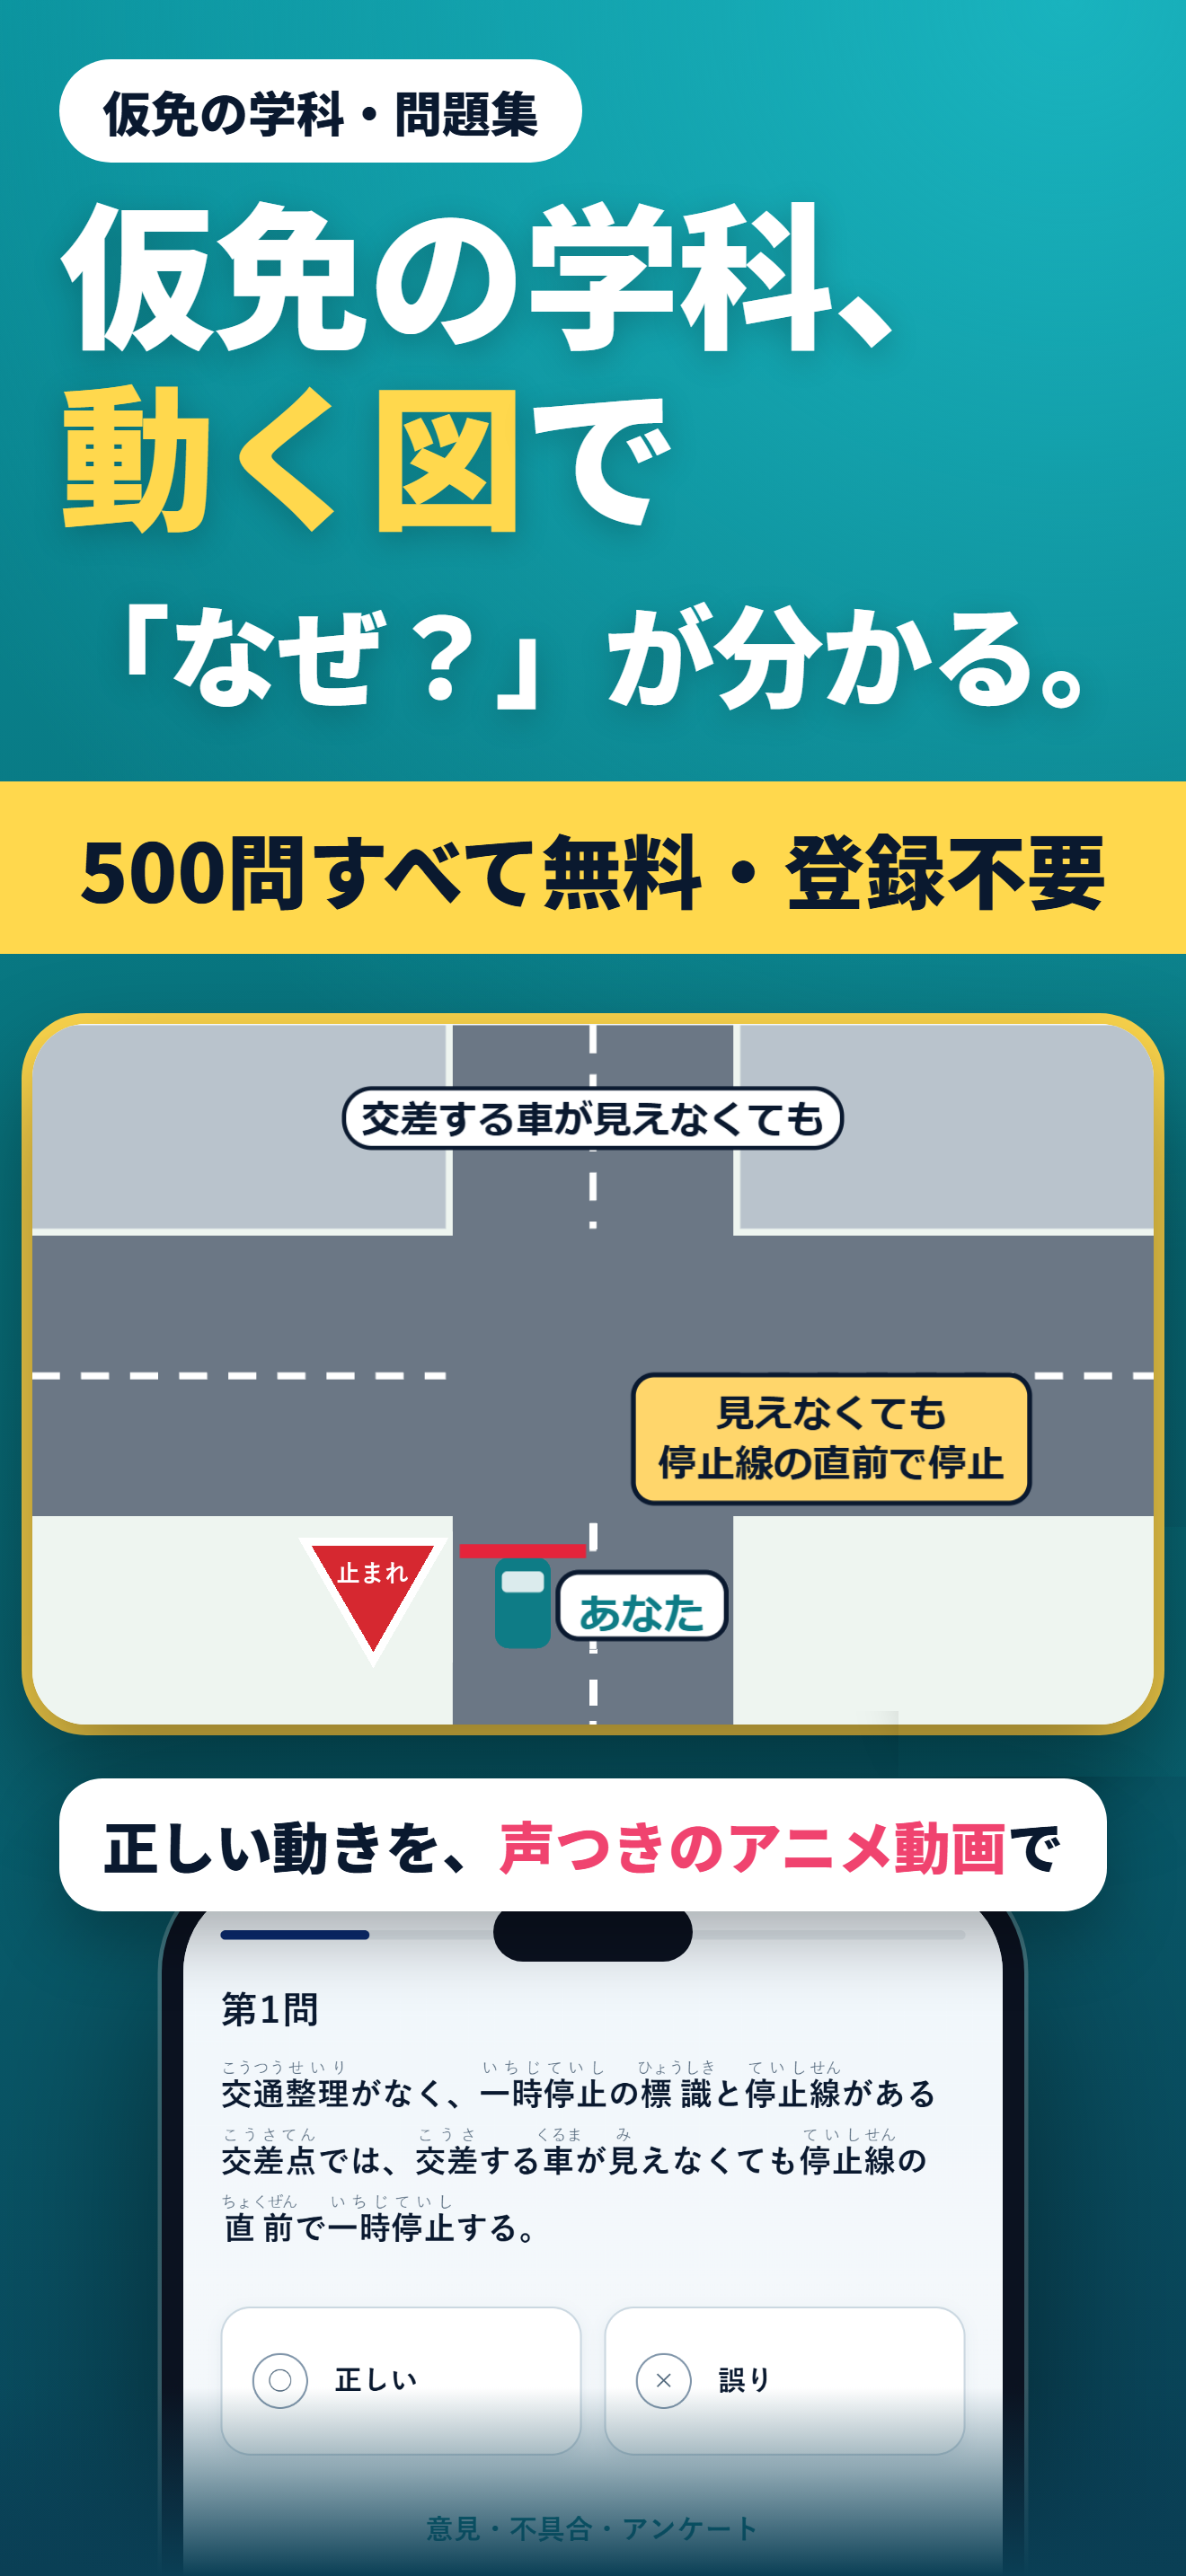 仮免の学科・問題集
仮免の学科、
動く図で
「なぜ？」が分かる。
500問すべて無料・登録不要
交差する車が見えなくても
見えなくても
停止線の直前で停止
止まれ
あなた
正しい動きを、声つきのアニメ動画で
第1問
こうつうせいり いちじていし ひょうしき ていしせん
交通整理がなく、一時停止の標識と停止線がある
こうさてん こうさ くるま み ていしせん
交差点では、交差する車が見えなくても停止線の
ちょくぜん いちじていし
直前で一時停止する。
○ 正しい
× 誤り
意見・不具合・アンケート